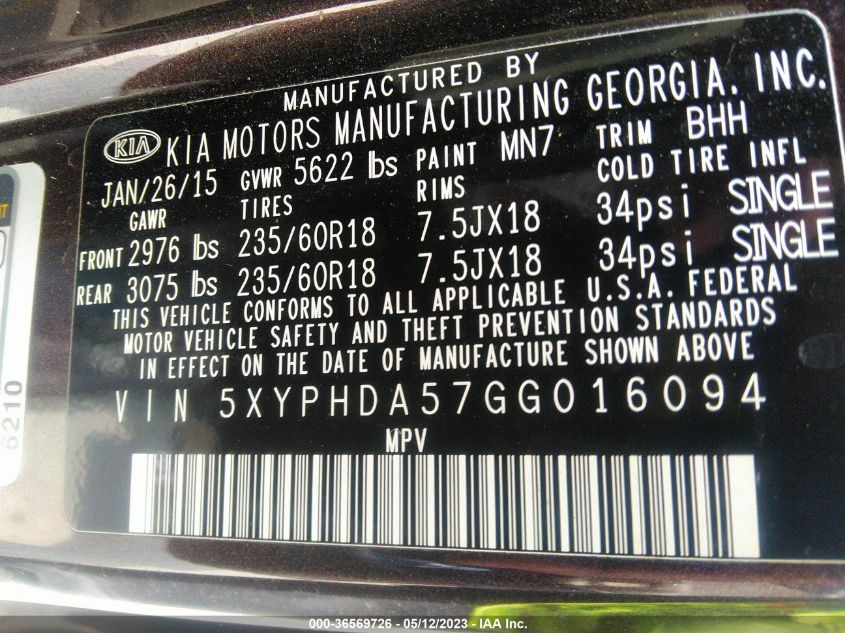 MANUFACTURED BY
KIA KIA MOTORS MANUFACTURING GEORGIA. INC.
JAN/26/15 GVWR 5622 lbs PAINT MN7 TRIM BHH
GAWR TIRES RIMS COLD TIRE INFL
FRONT 2976 lbs 235/60R18 7.5JX18 34psi SINGLE
REAR 3075 lbs 235/60R18 7.5JX18 34psi SINGLE
THIS VEHICLE CONFORMS TO ALL APPLICABLE U.S.A. FEDERAL
MOTOR VEHICLE SAFETY AND THEFT PREVENTION STANDARDS
IN EFFECT ON THE DATE OF MANUFACTURE SHOWN ABOVE
VIN 5XYPHDA57GG016094
MPV
6210
000-36569726 - 05/12/2023 - IAA Inc.